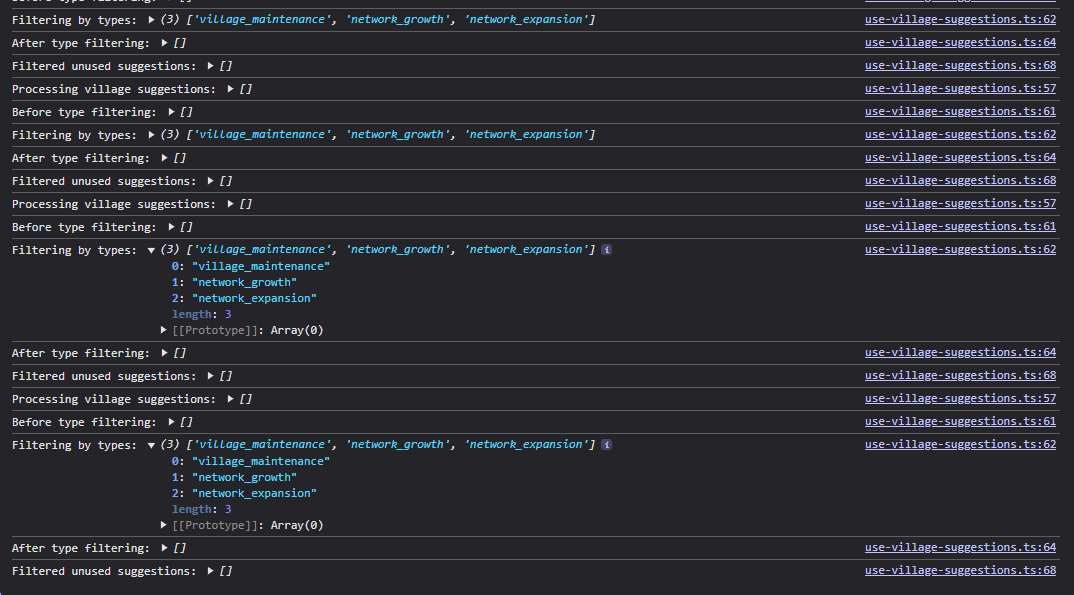 Filtering by types: ▶ (3) ['village_maintenance', 'network_growth', 'network_expansion'] use-village-suggestions.ts:62
After type filtering: ▶ [] use-village-suggestions.ts:64
Filtered unused suggestions: ▶ [] use-village-suggestions.ts:68
Processing village suggestions: ▶ [] use-village-suggestions.ts:57
Before type filtering: ▶ [] use-village-suggestions.ts:61
Filtering by types: ▶ (3) ['village_maintenance', 'network_growth', 'network_expansion'] use-village-suggestions.ts:62
After type filtering: ▶ [] use-village-suggestions.ts:64
Filtered unused suggestions: ▶ [] use-village-suggestions.ts:68
Processing village suggestions: ▶ [] use-village-suggestions.ts:57
Before type filtering: ▶ [] use-village-suggestions.ts:61
Filtering by types: ▼ (3) ['village_maintenance', 'network_growth', 'network_expansion'] i use-village-suggestions.ts:62
0: "village_maintenance"
1: "network_growth"
2: "network_expansion"
length: 3
▶ [[Prototype]]: Array(0)
After type filtering: ▶ [] use-village-suggestions.ts:64
Filtered unused suggestions: ▶ [] use-village-suggestions.ts:68
Processing village suggestions: ▶ [] use-village-suggestions.ts:57
Before type filtering: ▶ [] use-village-suggestions.ts:61
Filtering by types: ▼ (3) ['village_maintenance', 'network_growth', 'network_expansion'] i use-village-suggestions.ts:62
0: "village_maintenance"
1: "network_growth"
2: "network_expansion"
length: 3
▶ [[Prototype]]: Array(0)
After type filtering: ▶ [] use-village-suggestions.ts:64
Filtered unused suggestions: ▶ [] use-village-suggestions.ts:68